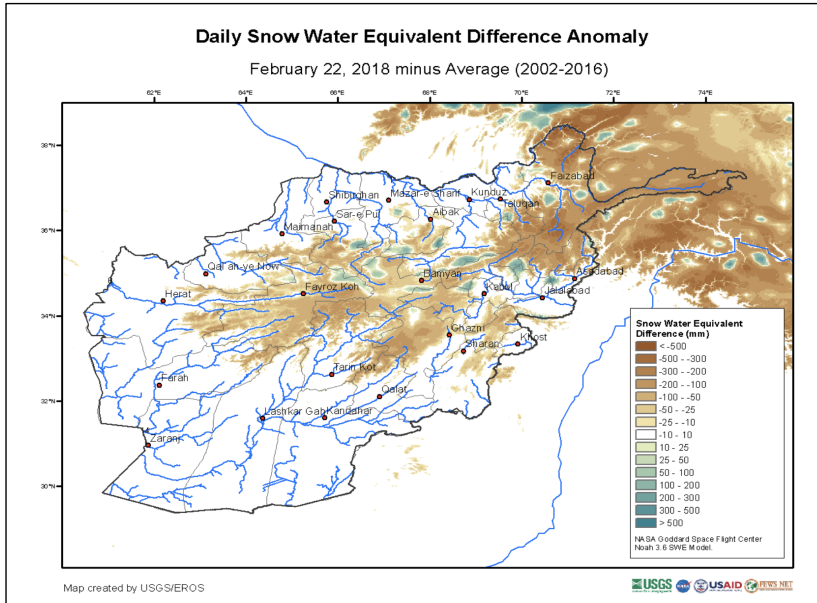 Daily Snow Water Equivalent Difference Anomaly
February 22, 2018 minus Average (2002-2016)
62°E 64°E 66°E 68°E 70°E 72°E 74°E
38°N
36°N
34°N
32°N
30°N
Faizabad
Shibirghan
Mazar-e Sharif
Kunduz
Taluqan
Sar-e Pul
Aibak
Maimanah
Qal'ah-ye Now
Bamyan
Asadabad
Herat
Fayroz Koh
Kabul
Jalalabad
Ghazni
Sharan
Khost
Tarin Kot
Farah
Qalat
Lashkar Gah
Kandahar
Zaranj
Snow Water Equivalent
Difference (mm)
< -500
-500 - -300
-300 - -200
-200 - -100
-100 - -50
-50 - -25
-25 - -10
-10 - 10
10 - 25
25 - 50
50 - 100
100 - 200
200 - 300
300 - 500
> 500
NASA Goddard Space Flight Center
Noah 3.6 SWE Model.
Map created by USGS/EROS
USGS
NASA
USAID
FEWS NET